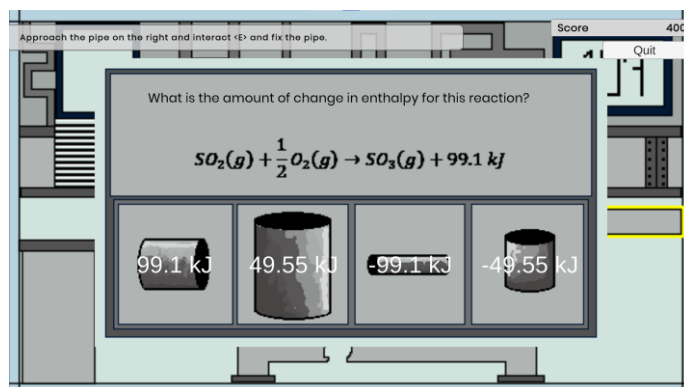 Approach the pipe on the right and interact <E> and fix the pipe.
Score 400
Quit
What is the amount of change in enthalpy for this reaction?
SO₂(g) + 1/2 O₂(g) → SO₃(g) + 99.1 kJ
99.1 kJ
49.55 kJ
-99.1 kJ
-49.55 kJ